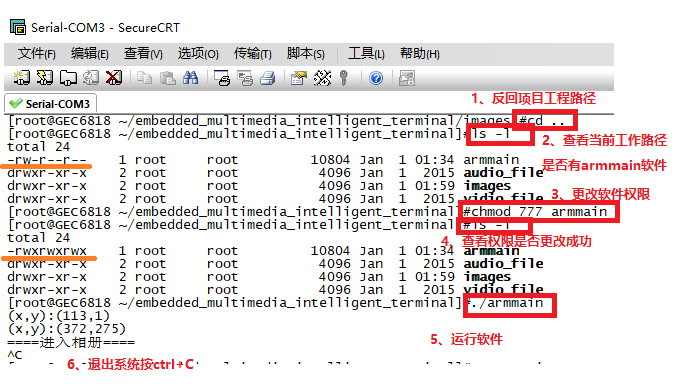 Serial-COM3 - SecureCRT
文件(F) 编辑(E) 查看(V) 选项(O) 传输(T) 脚本(S) 工具(L) 帮助(H)
Serial-COM3
1、反回项目工程路径
[root@GEC6818 ~/embedded_multimedia_intelligent_terminal/images]#cd ..
[root@GEC6818 ~/embedded_multimedia_intelligent_terminal]#ls -l
2、查看当前工作路径
是否有armmain软件
total 24
-rw-r--r-- 1 root root 10804 Jan 1 01:34 armmain
drwxr-xr-x 2 root root 4096 Jan 1 2015 audio_file
drwxr-xr-x 2 root root 4096 Jan 1 01:59 images
drwxr-xr-x 2 root root 4096 Jan 1 2015 vidio_file
3、更改软件权限
[root@GEC6818 ~/embedded_multimedia_intelligent_terminal]#chmod 777 armmain
[root@GEC6818 ~/embedded_multimedia_intelligent_terminal]#ls -l
4、查看权限是否更改成功
total 24
-rwxrwxrwx 1 root root 10804 Jan 1 01:34 armmain
drwxr-xr-x 2 root root 4096 Jan 1 2015 audio_file
drwxr-xr-x 2 root root 4096 Jan 1 01:59 images
drwxr-xr-x 2 root root 4096 Jan 1 2015 vidio_file
[root@GEC6818 ~/embedded_multimedia_intelligent_terminal]#./armmain
(x,y):(113,1)
(x,y):(372,275)
5、运行软件
====进入相册====
^C
6、退出系统按ctrl+C